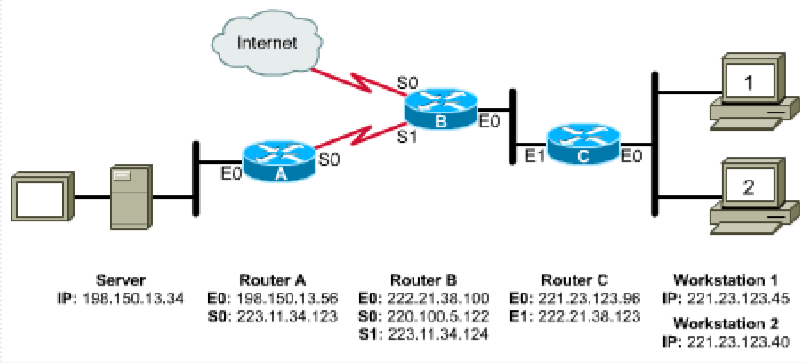 Internet
S0
B
E0
S1
S0
E0
A
E1
C
E0
1
2
Server
IP: 198.150.13.34
Router A
E0: 198.150.13.56
S0: 223.11.34.123
Router B
E0: 222.21.38.100
S0: 220.100.5.122
S1: 223.11.34.124
Router C
E0: 221.23.123.96
E1: 222.21.38.123
Workstation 1
IP: 221.23.123.45
Workstation 2
IP: 221.23.123.40